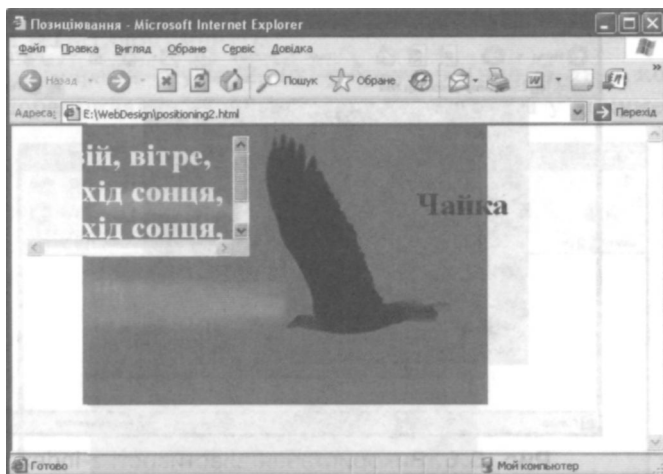 Позиціювання - Microsoft Internet Explorer
Файл Правка Вигляд Обране Сервіс Довідка
Назад Пошук Обране
Адреса: E:\WebDesign\positioning2.html Перехід
ій, вітре,
хід сонця,
Чайка
хід сонця,
Готово Мой компьютер